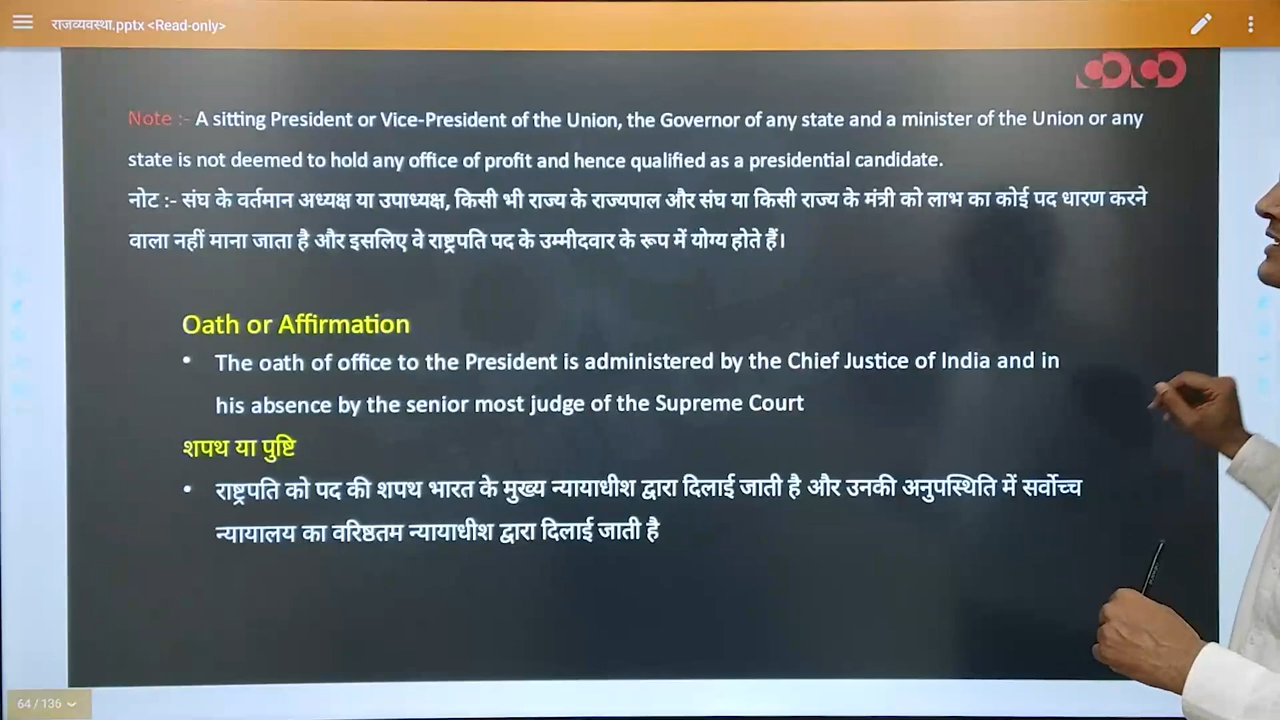 राजव्यवस्था.pptx <Read-only>
Note :- A sitting President or Vice-President of the Union, the Governor of any state and a minister of the Union or any
state is not deemed to hold any office of profit and hence qualified as a presidential candidate.
नोट :- संघ के वर्तमान अध्यक्ष या उपाध्यक्ष, किसी भी राज्य के राज्यपाल और संघ या किसी राज्य के मंत्री को लाभ का कोई पद धारण करने
वाला नहीं माना जाता है और इसलिए वे राष्ट्रपति पद के उम्मीदवार के रूप में योग्य होते हैं।
Oath or Affirmation
• The oath of office to the President is administered by the Chief Justice of India and in
his absence by the senior most judge of the Supreme Court
शपथ या पुष्टि
• राष्ट्रपति को पद की शपथ भारत के मुख्य न्यायाधीश द्वारा दिलाई जाती है और उनकी अनुपस्थिति में सर्वोच्च
न्यायालय का वरिष्ठतम न्यायाधीश द्वारा दिलाई जाती है
64 / 136